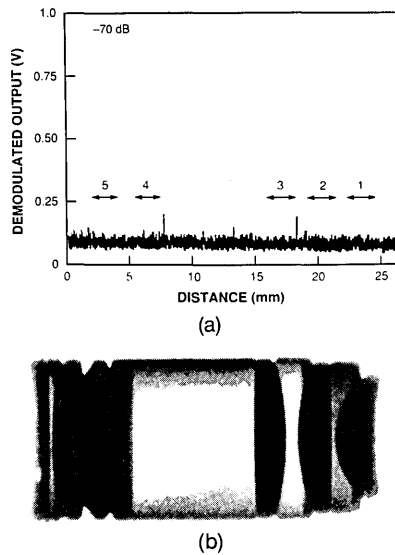 1.0
-70 dB
0.75
0.50
0.25
0
DEMODULATED OUTPUT (V)
5 4 3 2 1
0 5 10 15 20 25
DISTANCE (mm)
(a)
(b)